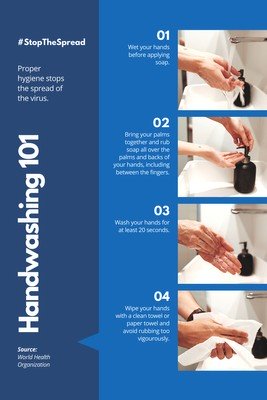 #StopTheSpread
Proper
hygiene stops
the spread of
the virus.
Handwashing 101
Source:
World Health
Organization
01
Wet your hands
before applying
soap.
02
Bring your palms
together and rub
soap all over the
palms and backs of
your hands, including
between the fingers.
03
Wash your hands for
at least 20 seconds.
04
Wipe your hands
with a clean towel or
paper towel and
avoid rubbing too
vigourously.